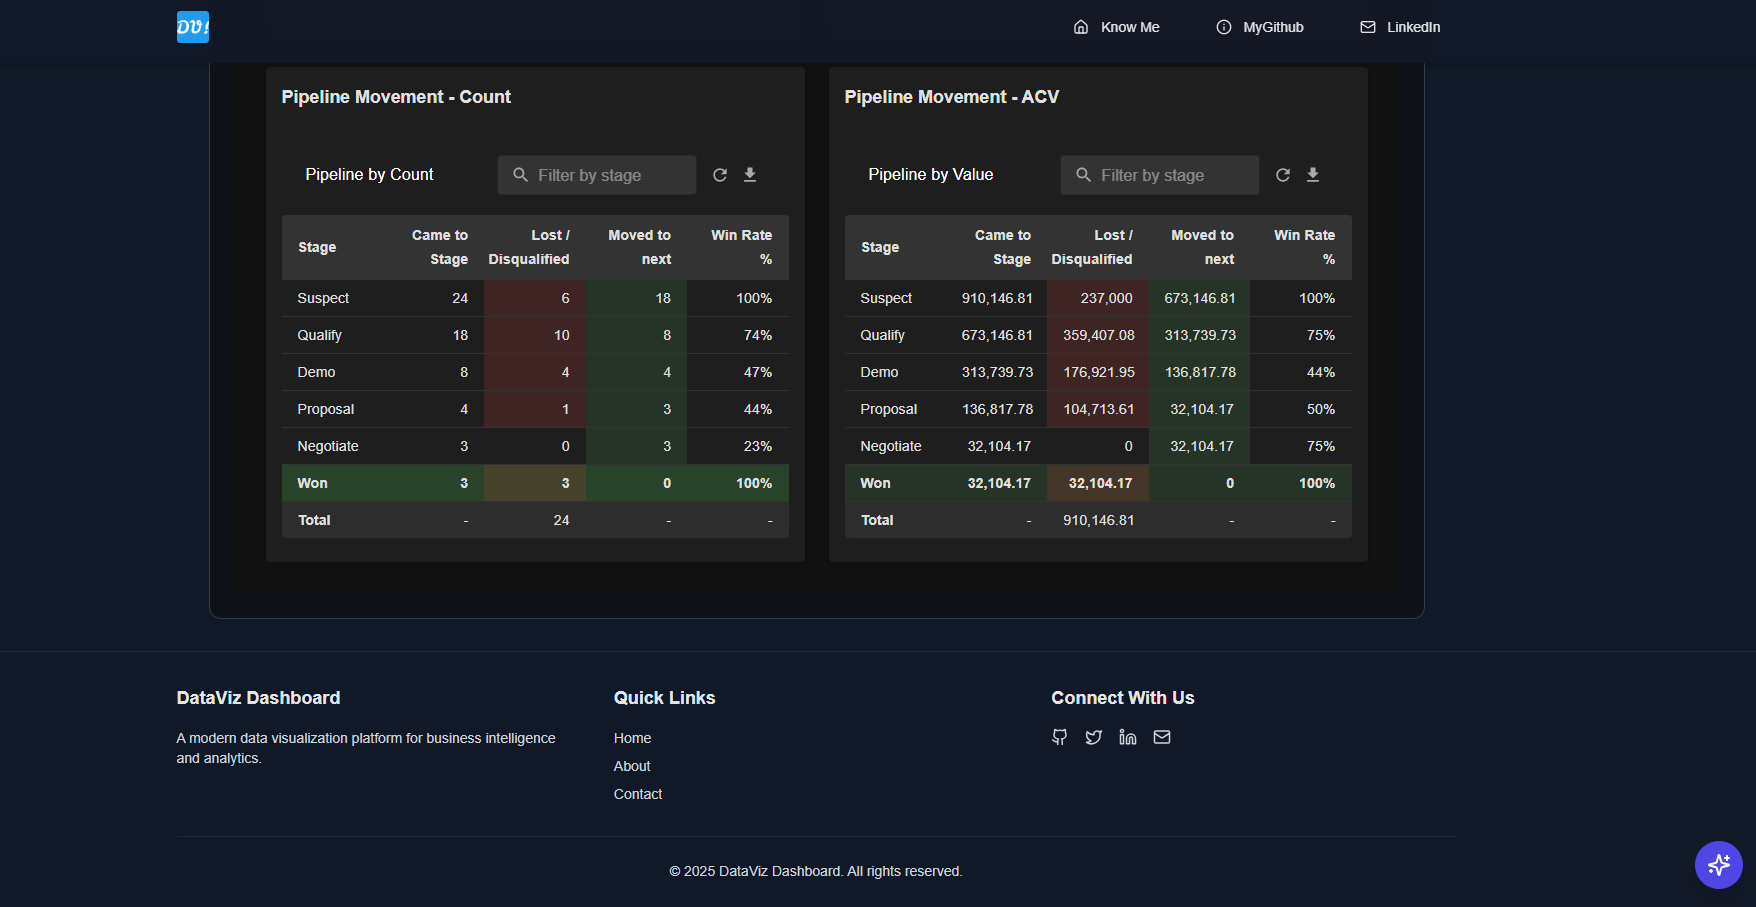 DV!
Know Me
MyGithub
LinkedIn
Pipeline Movement - Count
Pipeline by Count
Filter by stage
Stage Came to Stage Lost / Disqualified Moved to next Win Rate %
Suspect 24 6 18 100%
Qualify 18 10 8 74%
Demo 8 4 4 47%
Proposal 4 1 3 44%
Negotiate 3 0 3 23%
Won 3 3 0 100%
Total - 24 - -
Pipeline Movement - ACV
Pipeline by Value
Filter by stage
Stage Came to Stage Lost / Disqualified Moved to next Win Rate %
Suspect 910,146.81 237,000 673,146.81 100%
Qualify 673,146.81 359,407.08 313,739.73 75%
Demo 313,739.73 176,921.95 136,817.78 44%
Proposal 136,817.78 104,713.61 32,104.17 50%
Negotiate 32,104.17 0 32,104.17 75%
Won 32,104.17 32,104.17 0 100%
Total - 910,146.81 - -
DataViz Dashboard
A modern data visualization platform for business intelligence
and analytics.
Quick Links
Home
About
Contact
Connect With Us
© 2025 DataViz Dashboard. All rights reserved.